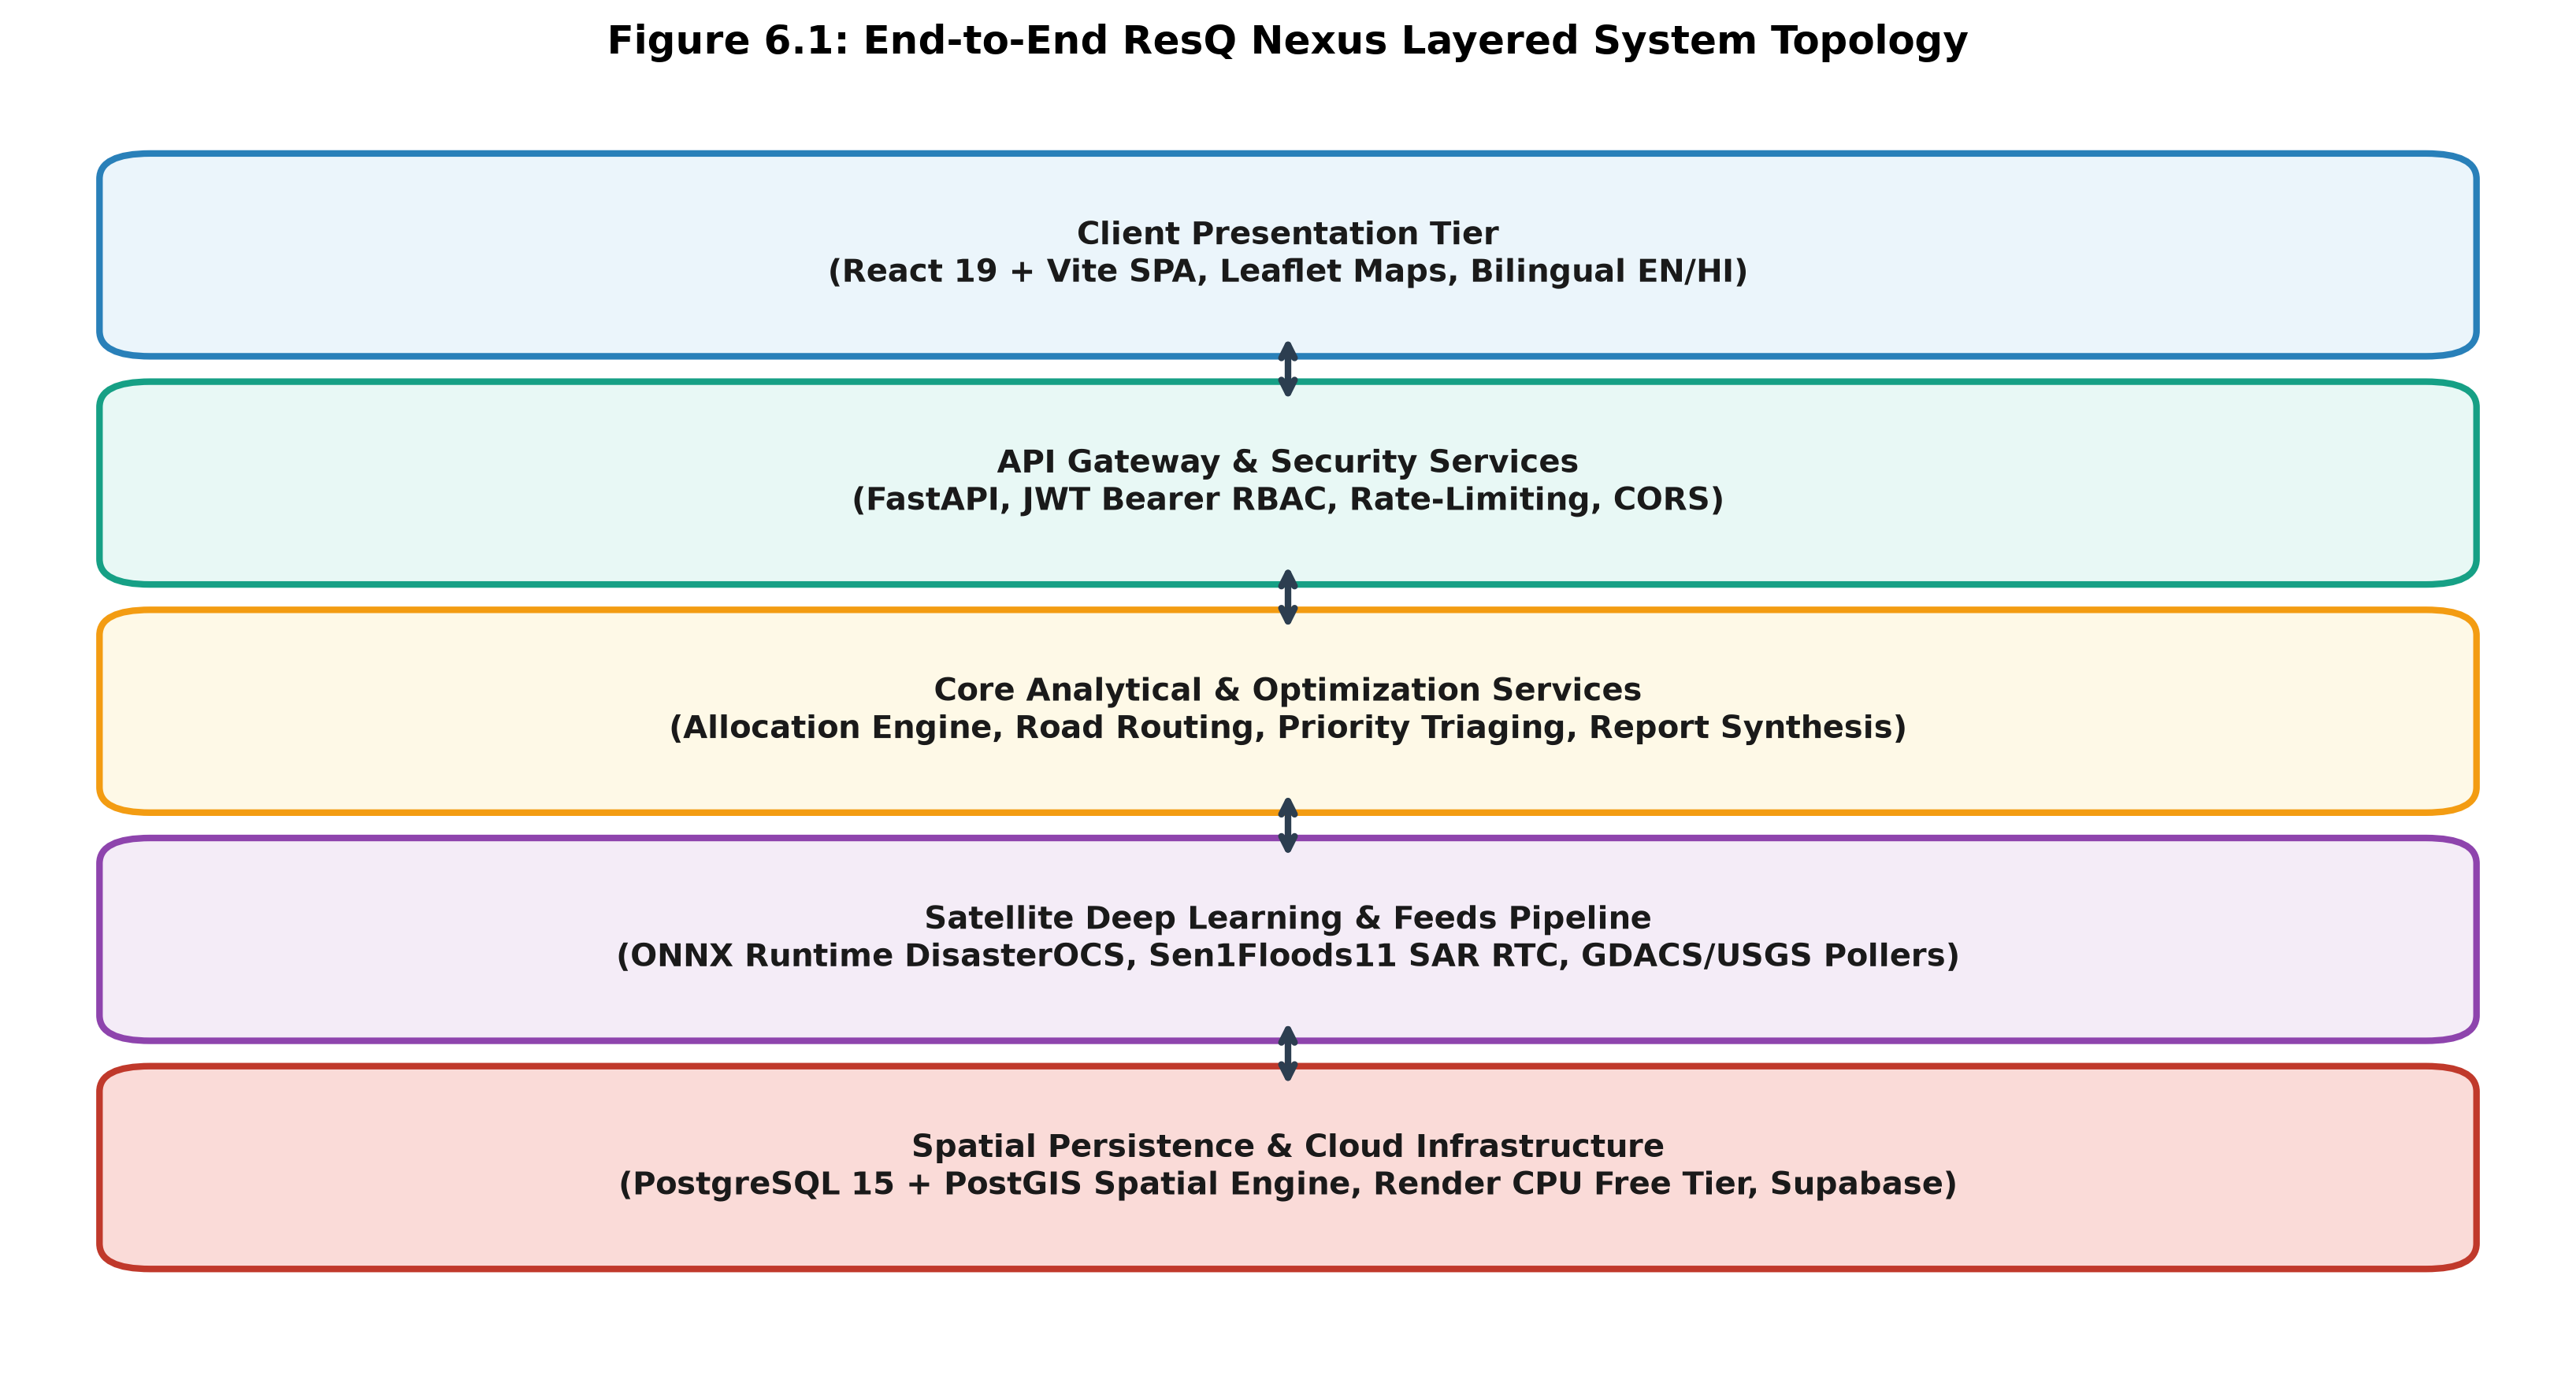 Figure 6.1: End-to-End ResQ Nexus Layered System Topology
Client Presentation Tier
(React 19 + Vite SPA, Leaflet Maps, Bilingual EN/HI)
API Gateway & Security Services
(FastAPI, JWT Bearer RBAC, Rate-Limiting, CORS)
Core Analytical & Optimization Services
(Allocation Engine, Road Routing, Priority Triaging, Report Synthesis)
Satellite Deep Learning & Feeds Pipeline
(ONNX Runtime DisasterOCS, Sen1Floods11 SAR RTC, GDACS/USGS Pollers)
Spatial Persistence & Cloud Infrastructure
(PostgreSQL 15 + PostGIS Spatial Engine, Render CPU Free Tier, Supabase)